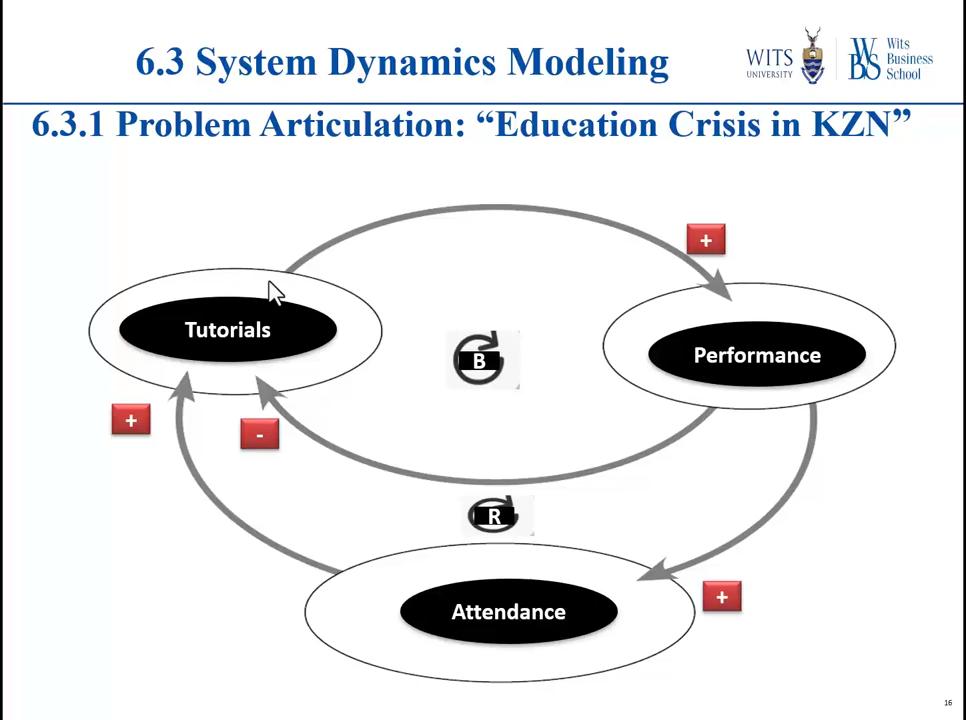 6.3 System Dynamics Modeling
WITS
UNIVERSITY
WBS
Wits
Business
School
6.3.1 Problem Articulation: “Education Crisis in KZN”
+
Tutorials
B
Performance
+
-
R
Attendance
+
16